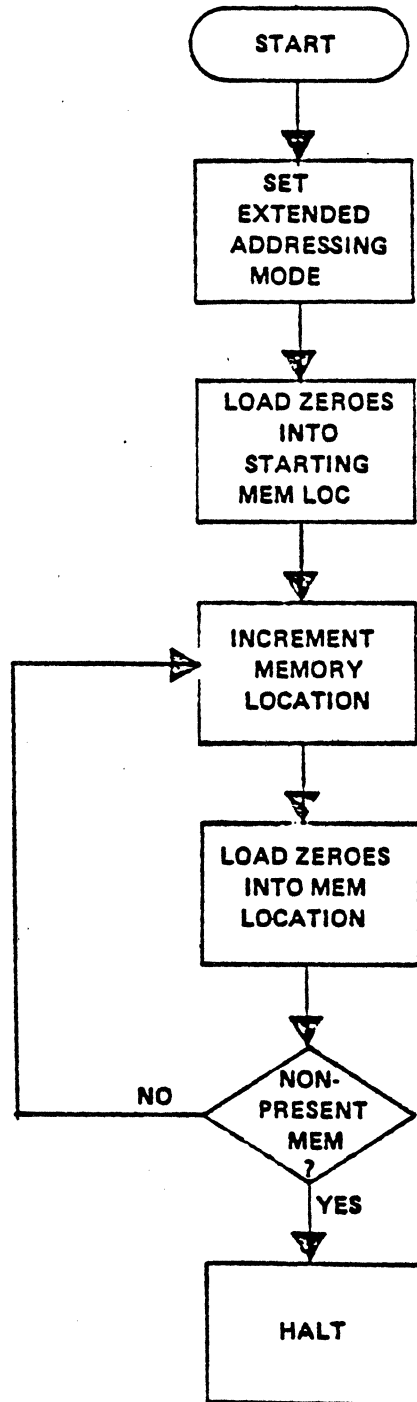 START
SET
EXTENDED
ADDRESSING
MODE
LOAD ZEROES
INTO
STARTING
MEM LOC
INCREMENT
MEMORY
LOCATION
LOAD ZEROES
INTO MEM
LOCATION
NON-
PRESENT
MEM
?
NO
YES
HALT